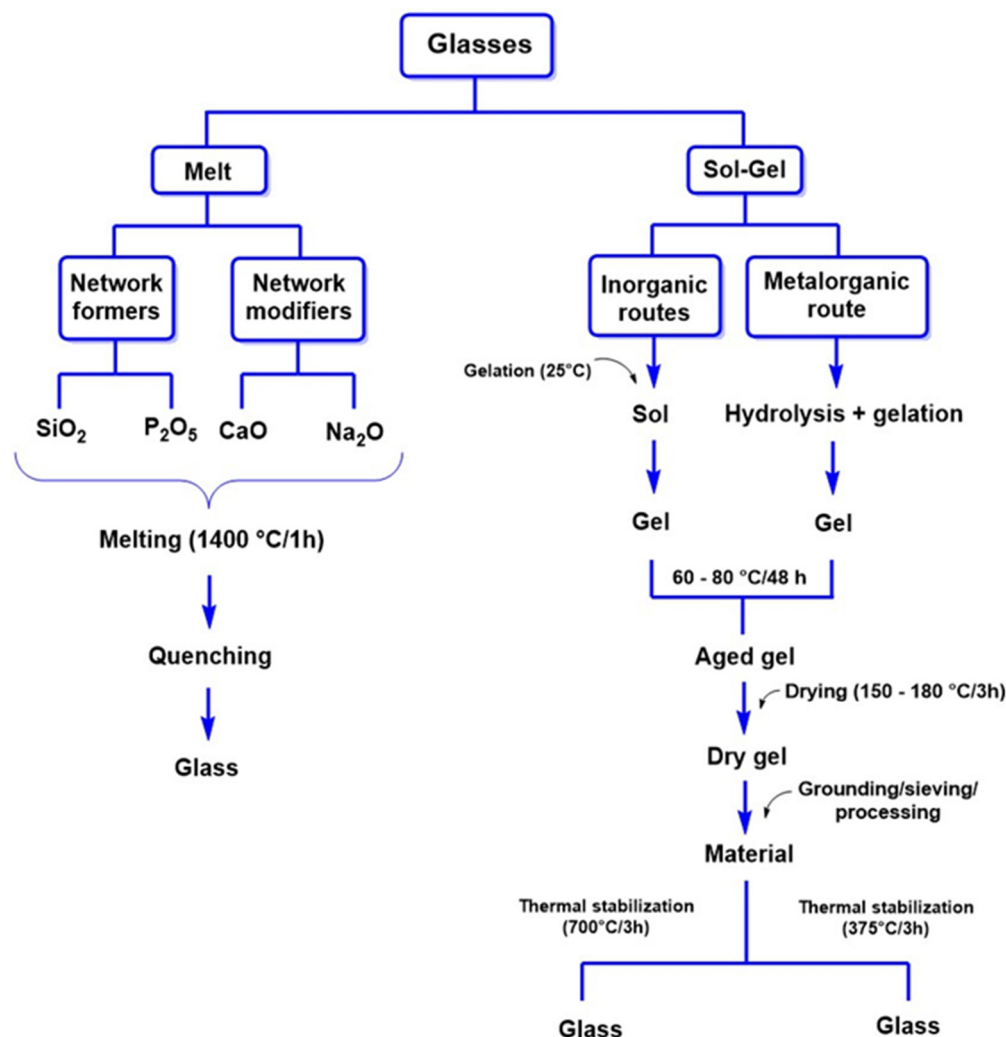 Glasses
Melt
Sol-Gel
Network
formers
Network
modifiers
Inorganic
routes
Metalorganic
route
Gelation (25°C)
SiO₂
P₂O₅
CaO
Na₂O
Sol
Hydrolysis + gelation
Melting (1400 °C/1h)
Gel
Gel
60 - 80 °C/48 h
Quenching
Aged gel
Drying (150 - 180 °C/3h)
Glass
Dry gel
Grounding/sieving/
processing
Material
Thermal stabilization
(700°C/3h)
Thermal stabilization
(375°C/3h)
Glass
Glass